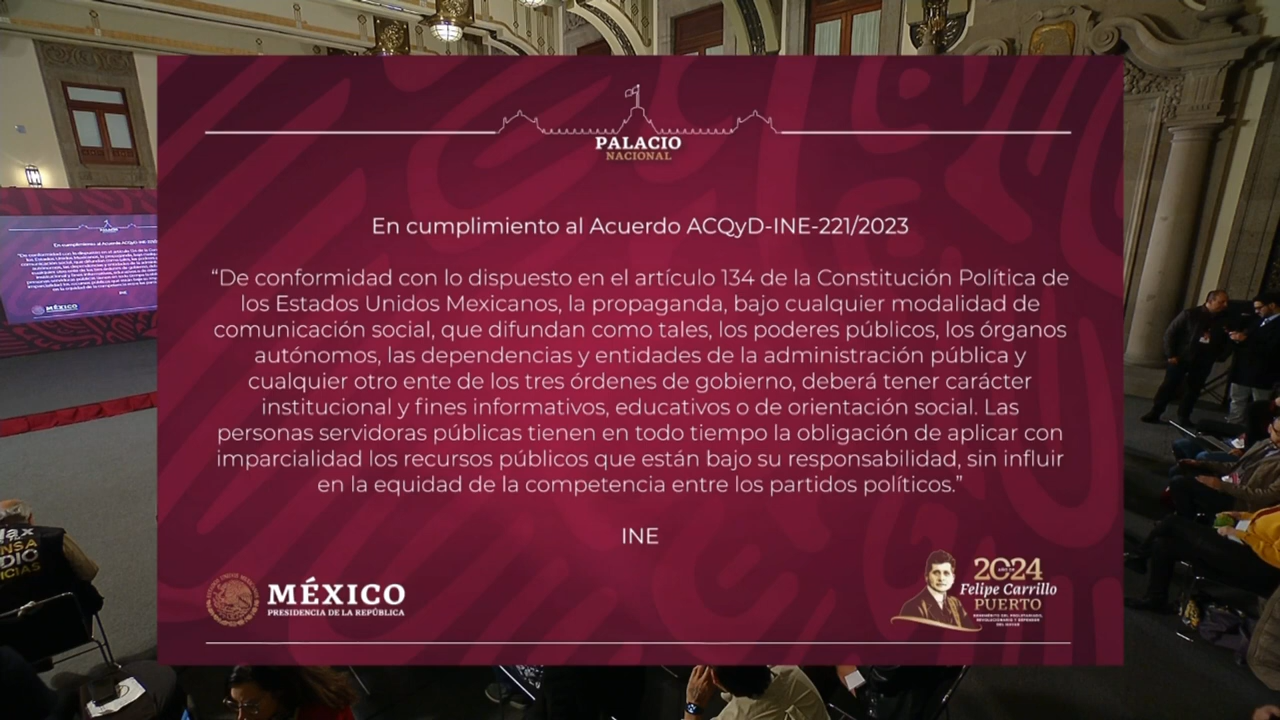 PALACIO
NACIONAL
En cumplimiento al Acuerdo ACQyD-INE-221/2023
“De conformidad con lo dispuesto en el artículo 134 de la Constitución Política de
los Estados Unidos Mexicanos, la propaganda, bajo cualquier modalidad de
comunicación social, que difundan como tales, los poderes públicos, los órganos
autónomos, las dependencias y entidades de la administración pública y
cualquier otro ente de los tres órdenes de gobierno, deberá tener carácter
institucional y fines informativos, educativos o de orientación social. Las
personas servidoras públicas tienen en todo tiempo la obligación de aplicar con
imparcialidad los recursos públicos que están bajo su responsabilidad, sin influir
en la equidad de la competencia entre los partidos políticos.”
INE
MÉXICO
PRESIDENCIA DE LA REPÚBLICA
2024
Felipe Carrillo
PUERTO
MÉXICO